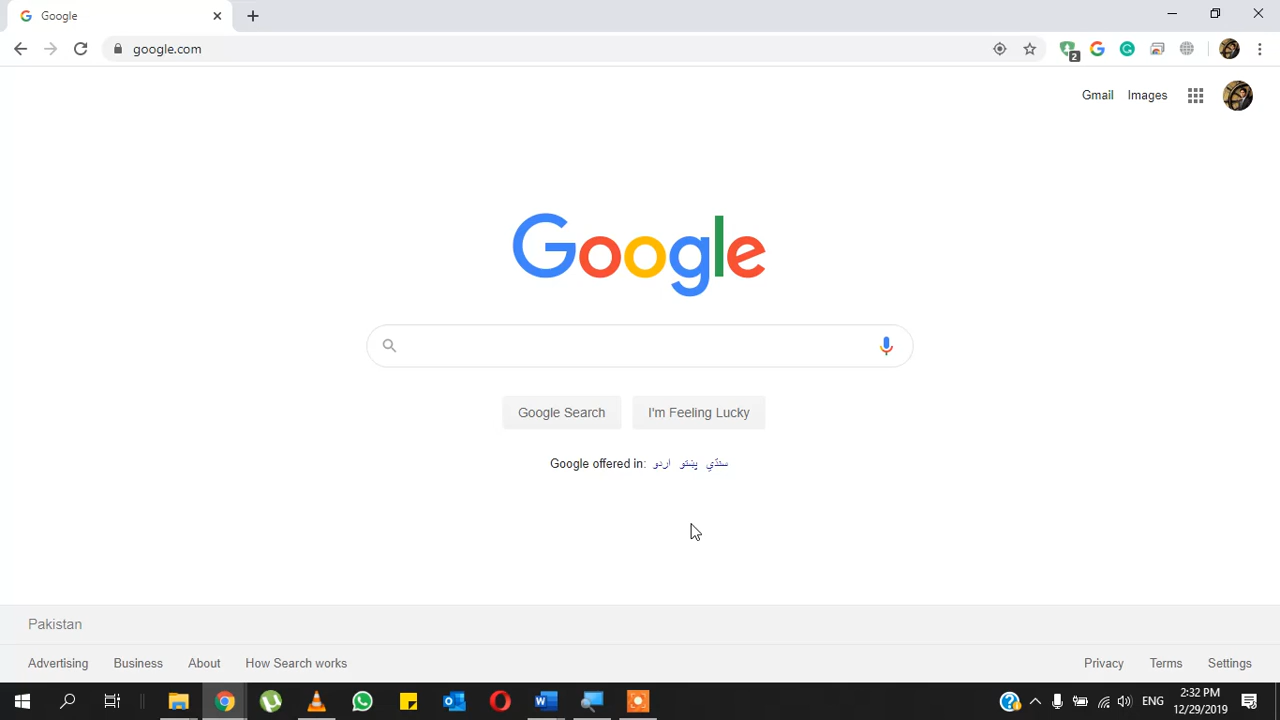 Google
google.com
2
Gmail Images
Google
Google Search I'm Feeling Lucky
Google offered in: اردو پښتو سنڌي
Pakistan
Advertising Business About How Search works Privacy Terms Settings
ENG 2:32 PM
12/29/2019